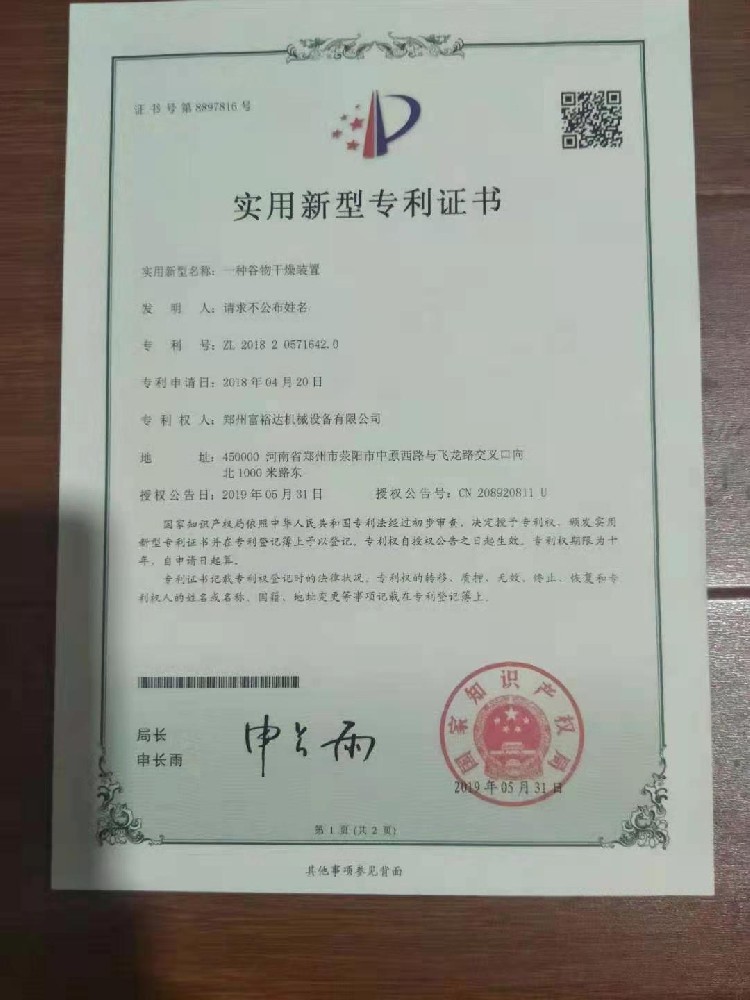 证书号第8897816号
实用新型专利证书
实用新型名称：一种谷物干燥装置
发明人：请求不公布姓名
专利号：ZL 2018 2 0571642.0
专利申请日：2018年04月20日
专利权人：郑州富裕达机械设备有限公司
地址：450000 河南省郑州市荥阳市中原西路与飞龙路交叉口向
北1000米路东
授权公告日：2019年05月31日 授权公告号：CN 208920811 U
国家知识产权局依照中华人民共和国专利法经过初步审查，决定授予专利权，颁发实用
新型专利证书并在专利登记簿上予以登记。专利权自授权公告之日起生效。专利权期限为十
年，自申请日起算。
专利证书记载专利权登记时的法律状况。专利权的转移、质押、无效、终止、恢复和专
利权人的姓名或名称、国籍、地址变更等事项记载在专利登记簿上。
局长
申长雨
申长雨
国家知识产权局
2019年05月31日
第1页(共2页)
其他事项参见背面